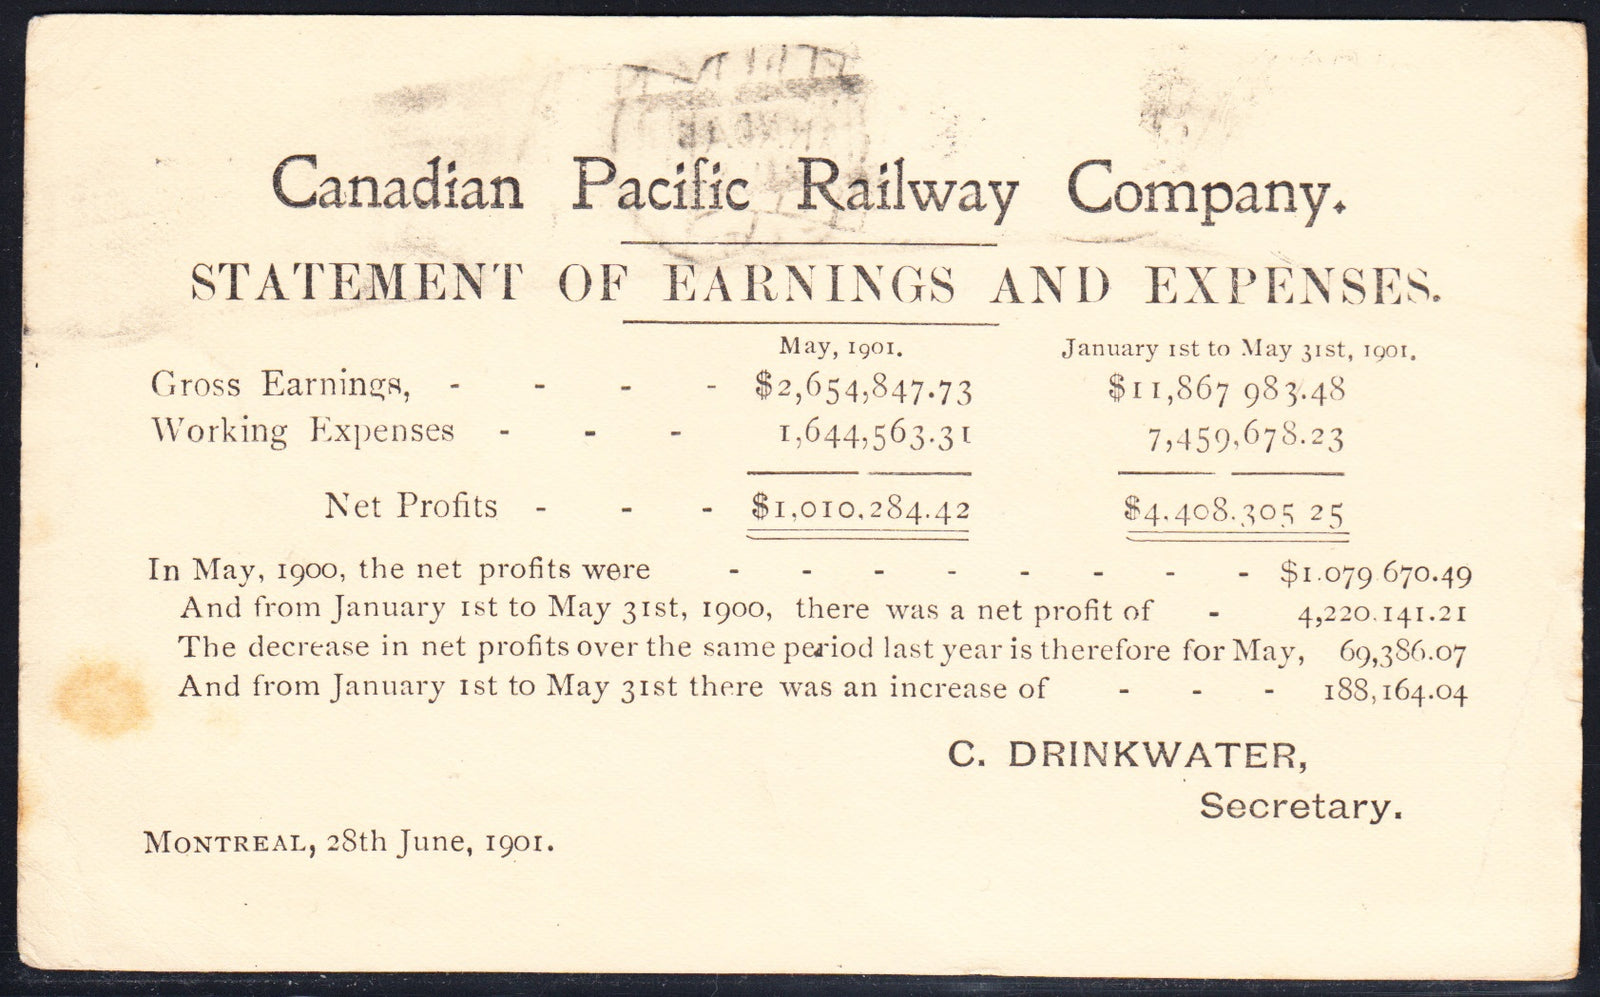 Canadian Pacific Railway Company.
STATEMENT OF EARNINGS AND EXPENSES.
May, 1901. January 1st to May 31st, 1901.
Gross Earnings, - - - - $2,654,847.73 $11,867 983.48
Working Expenses - - - 1,644,563.31 7,459,678.23
Net Profits - - - $1,010,284.42 $4,408,305 25
In May, 1900, the net profits were - - - - - - - - $1.079 670.49
And from January 1st to May 31st, 1900, there was a net profit of - 4,220.141.21
The decrease in net profits over the same period last year is therefore for May, 69,386.07
And from January 1st to May 31st there was an increase of - - - 188,164.04
C. DRINKWATER,
Secretary.
MONTREAL, 28th June, 1901.